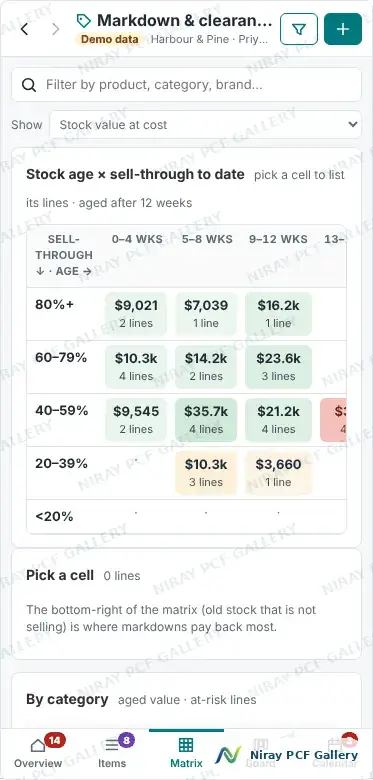 Markdown & clearan...
Demo data Harbour & Pine · Priy...
Filter by product, category, brand...
Show Stock value at cost
Stock age × sell-through to date pick a cell to list
its lines · aged after 12 weeks
SELL-
THROUGH
↓ · AGE → 0–4 WKS 5–8 WKS 9–12 WKS 13–
80%+ $9,021 $7,039 $16.2k
2 lines 1 line 1 line
60–79% $10.3k $14.2k $23.6k
4 lines 2 lines 3 lines
40–59% $9,545 $35.7k $21.2k
2 lines 4 lines 4 lines
20–39% · $10.3k $3,660
3 lines 1 line
<20% · · ·
Pick a cell 0 lines
The bottom-right of the matrix (old stock that is not
selling) is where markdowns pay back most.
By category aged value · at-risk lines
14 8
Overview Items Matrix Board Calendar
Niray PCF Gallery
NIRAY PCF GALLERY